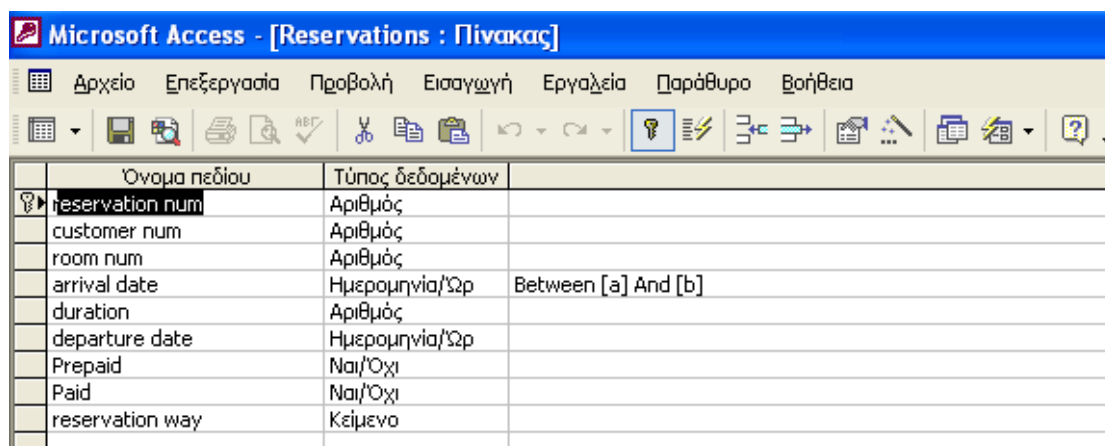 Microsoft Access - [Reservations : Πίνακας]
Αρχείο Επεξεργασία Προβολή Εισαγωγή Εργαλεία Παράθυρο Βοήθεια
Όνομα πεδίου Τύπος δεδομένων
reservation num Αριθμός
customer num Αριθμός
room num Αριθμός
arrival date Ημερομηνία/Ώρ Between [a] And [b]
duration Αριθμός
departure date Ημερομηνία/Ώρ
Prepaid Ναι/Όχι
Paid Ναι/Όχι
reservation way Κείμενο